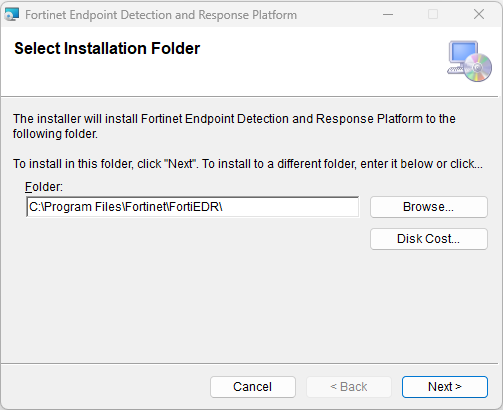 Fortinet Endpoint Detection and Response Platform
Select Installation Folder
The installer will install Fortinet Endpoint Detection and Response Platform to the
following folder.
To install in this folder, click "Next". To install to a different folder, enter it below or click...
Folder:
C:\Program Files\Fortinet\FortiEDR\
Browse...
Disk Cost...
Cancel
< Back
Next >